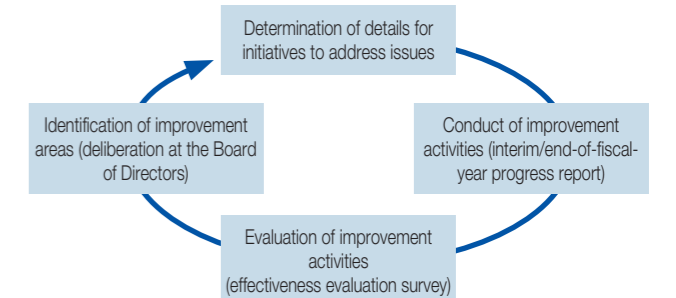 Determination of details for
initiatives to address issues
Identification of improvement
areas (deliberation at the Board
of Directors)
Conduct of improvement
activities (interim/end-of-fiscal-
year progress report)
Evaluation of improvement
activities
(effectiveness evaluation survey)